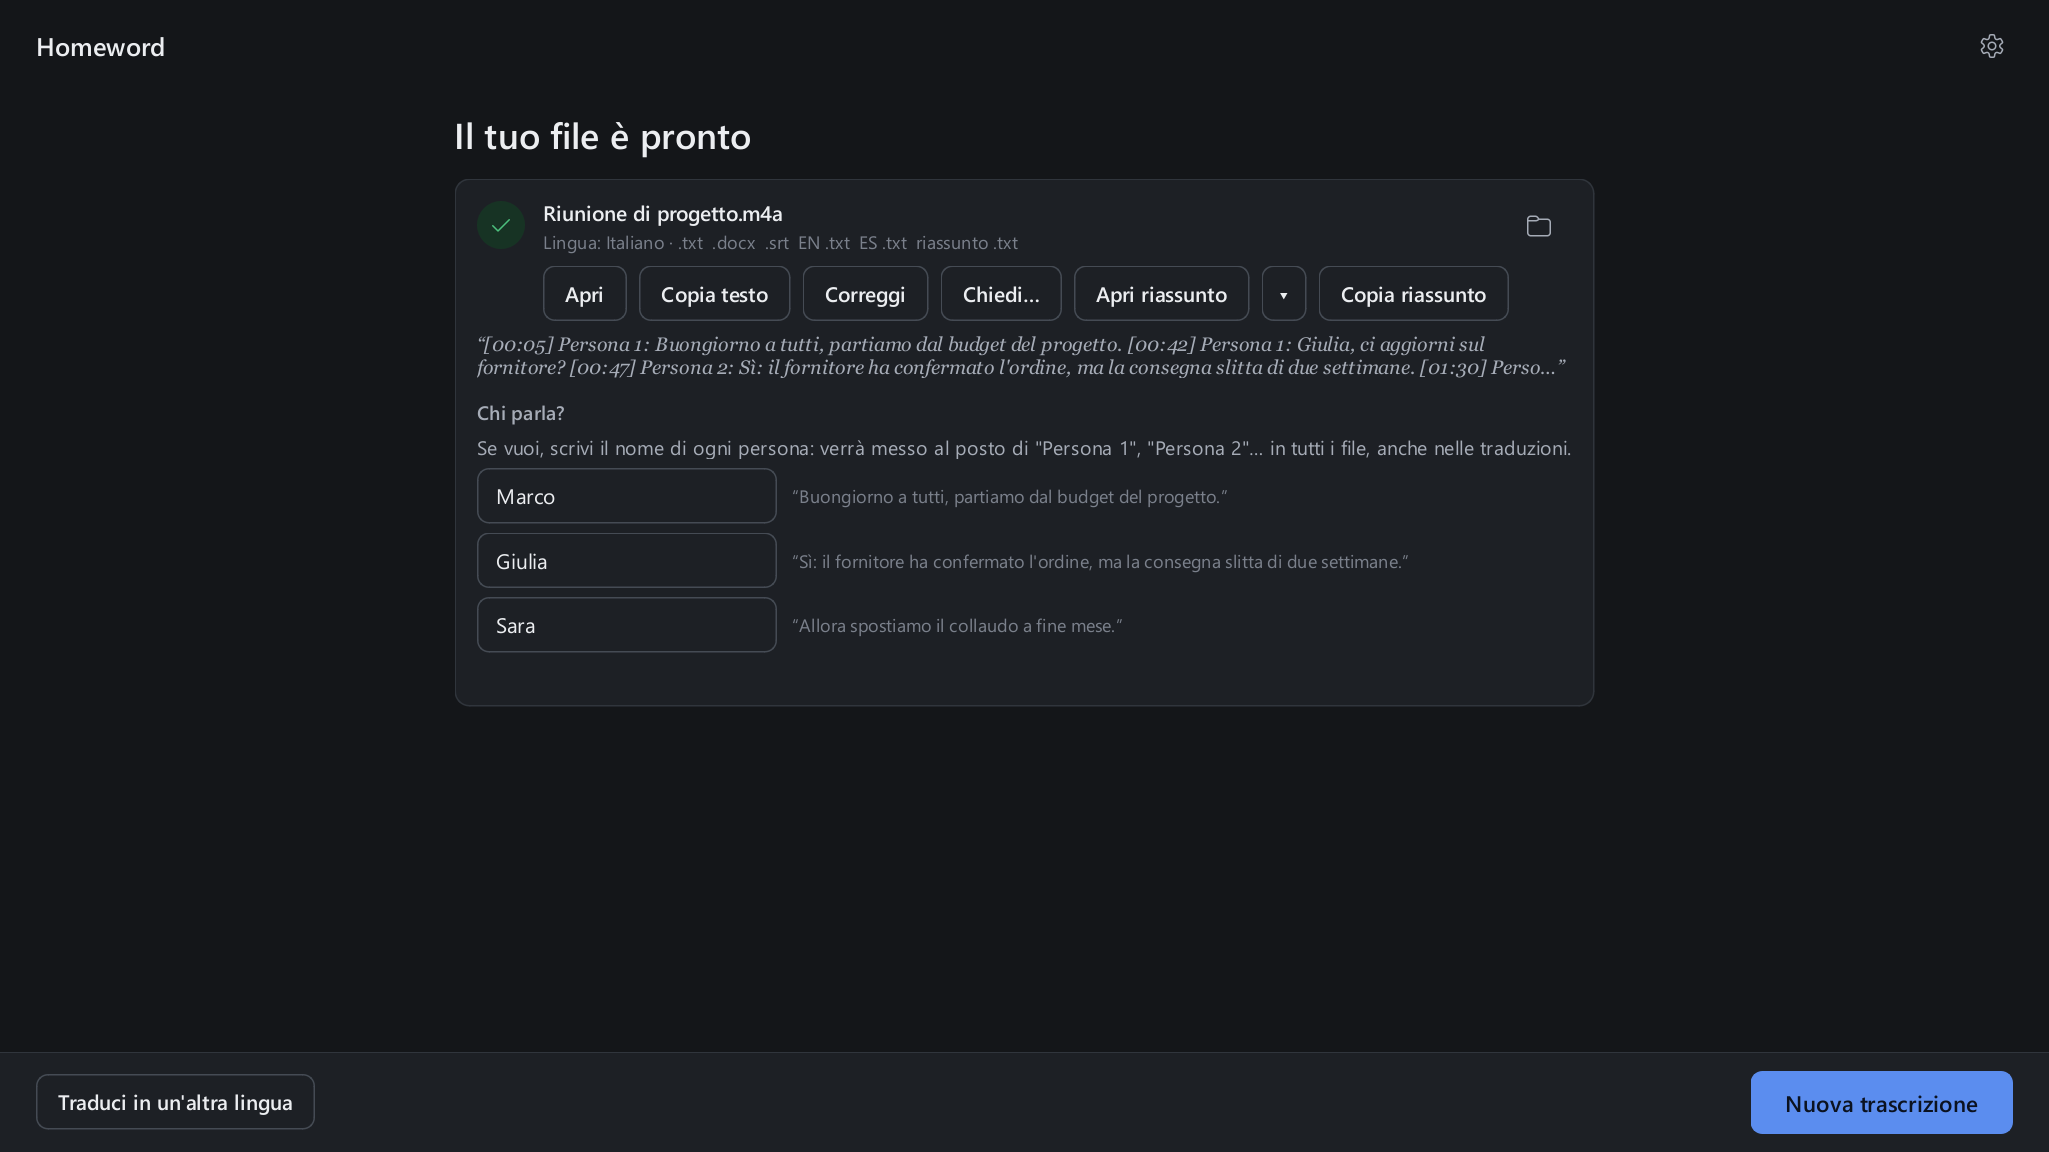 Homeword
Il tuo file è pronto
Riunione di progetto.m4a
Lingua: Italiano · .txt .docx .srt EN .txt ES .txt riassunto .txt
Apri
Copia testo
Correggi
Chiedi…
Apri riassunto
▾
Copia riassunto
“[00:05] Persona 1: Buongiorno a tutti, partiamo dal budget del progetto. [00:42] Persona 1: Giulia, ci aggiorni sul
fornitore? [00:47] Persona 2: Sì: il fornitore ha confermato l'ordine, ma la consegna slitta di due settimane. [01:30] Perso…”
Chi parla?
Se vuoi, scrivi il nome di ogni persona: verrà messo al posto di "Persona 1", "Persona 2"… in tutti i file, anche nelle traduzioni.
Marco
“Buongiorno a tutti, partiamo dal budget del progetto.”
Giulia
“Sì: il fornitore ha confermato l'ordine, ma la consegna slitta di due settimane.”
Sara
“Allora spostiamo il collaudo a fine mese.”
Traduci in un'altra lingua
Nuova trascrizione